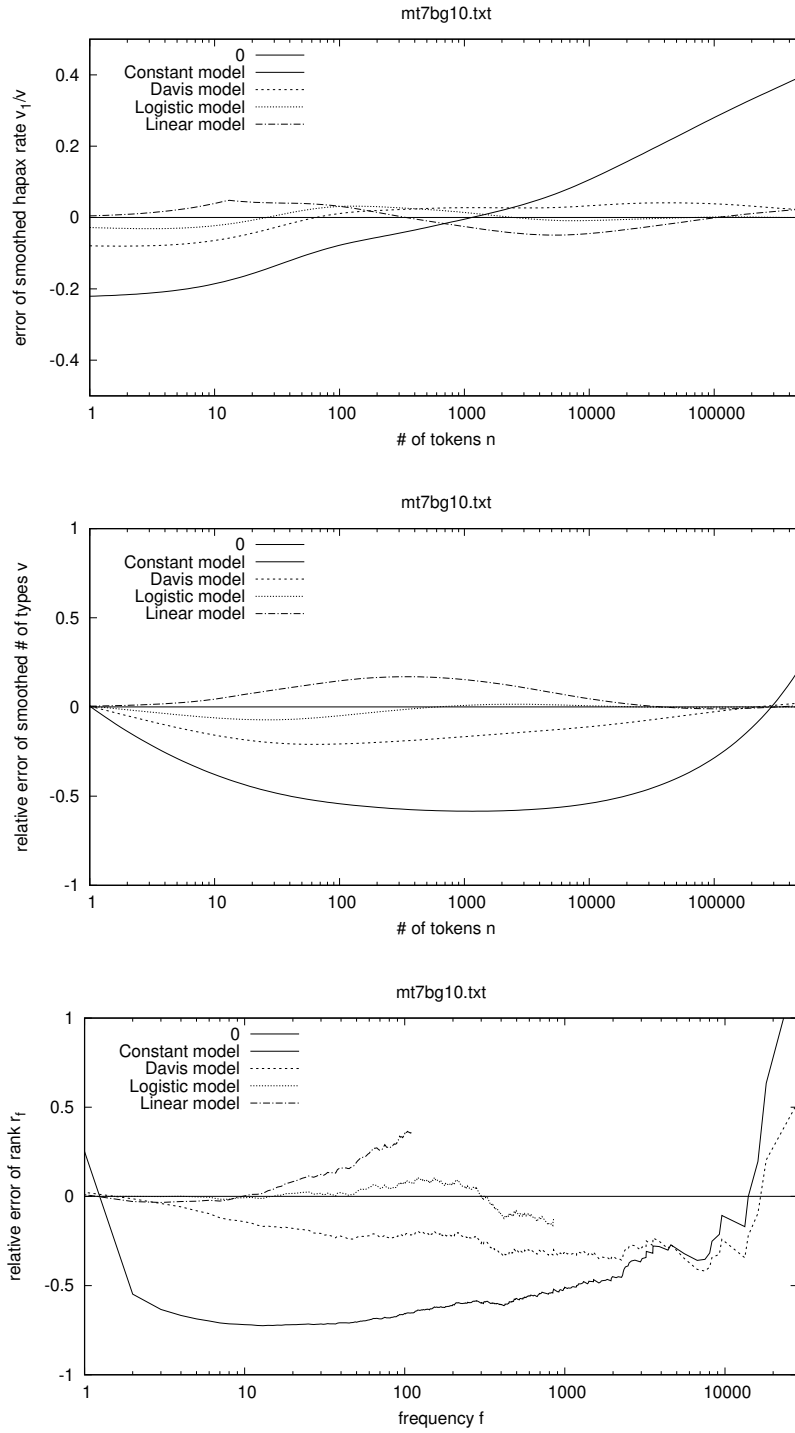 mt7bg10.txt
0
Constant model
Davis model
Logistic model
Linear model
error of smoothed hapax rate v1/v
0.4
0.2
0
-0.2
-0.4
1 10 100 1000 10000 100000
# of tokens n
mt7bg10.txt
0
Constant model
Davis model
Logistic model
Linear model
relative error of smoothed # of types v
1
0.5
0
-0.5
-1
1 10 100 1000 10000 100000
# of tokens n
mt7bg10.txt
0
Constant model
Davis model
Logistic model
Linear model
relative error of rank rf
1
0.5
0
-0.5
-1
1 10 100 1000 10000
frequency f